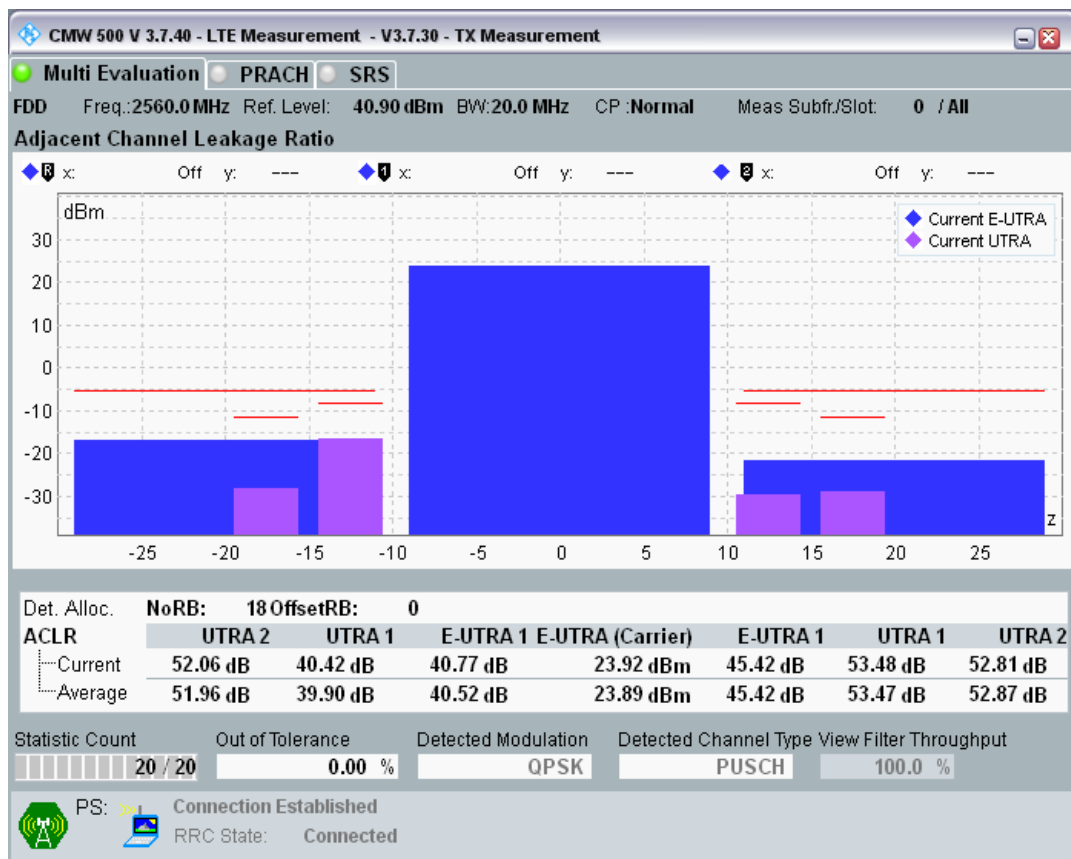 CMW 500 V 3.7.40 - LTE Measurement - V3.7.30 - TX Measurement
Multi Evaluation PRACH SRS
FDD Freq.:2560.0 MHz Ref. Level: 40.90 dBm BW:20.0 MHz CP :Normal Meas Subfr./Slot: 0 / All
Adjacent Channel Leakage Ratio
R x: Off y: --- 1 x: Off y: --- 2 x: Off y: ---
dBm
Current E-UTRA
Current UTRA
30
20
10
0
-10
-20
-30
z
-25 -20 -15 -10 -5 0 5 10 15 20 25
Det. Alloc. NoRB: 18 OffsetRB: 0
ACLR UTRA 2 UTRA 1 E-UTRA 1 E-UTRA (Carrier) E-UTRA 1 UTRA 1 UTRA 2
Current 52.06 dB 40.42 dB 40.77 dB 23.92 dBm 45.42 dB 53.48 dB 52.81 dB
Average 51.96 dB 39.90 dB 40.52 dB 23.89 dBm 45.42 dB 53.47 dB 52.87 dB
Statistic Count Out of Tolerance Detected Modulation Detected Channel Type View Filter Throughput
20 / 20 0.00 % QPSK PUSCH 100.0 %
PS: Connection Established
RRC State: Connected